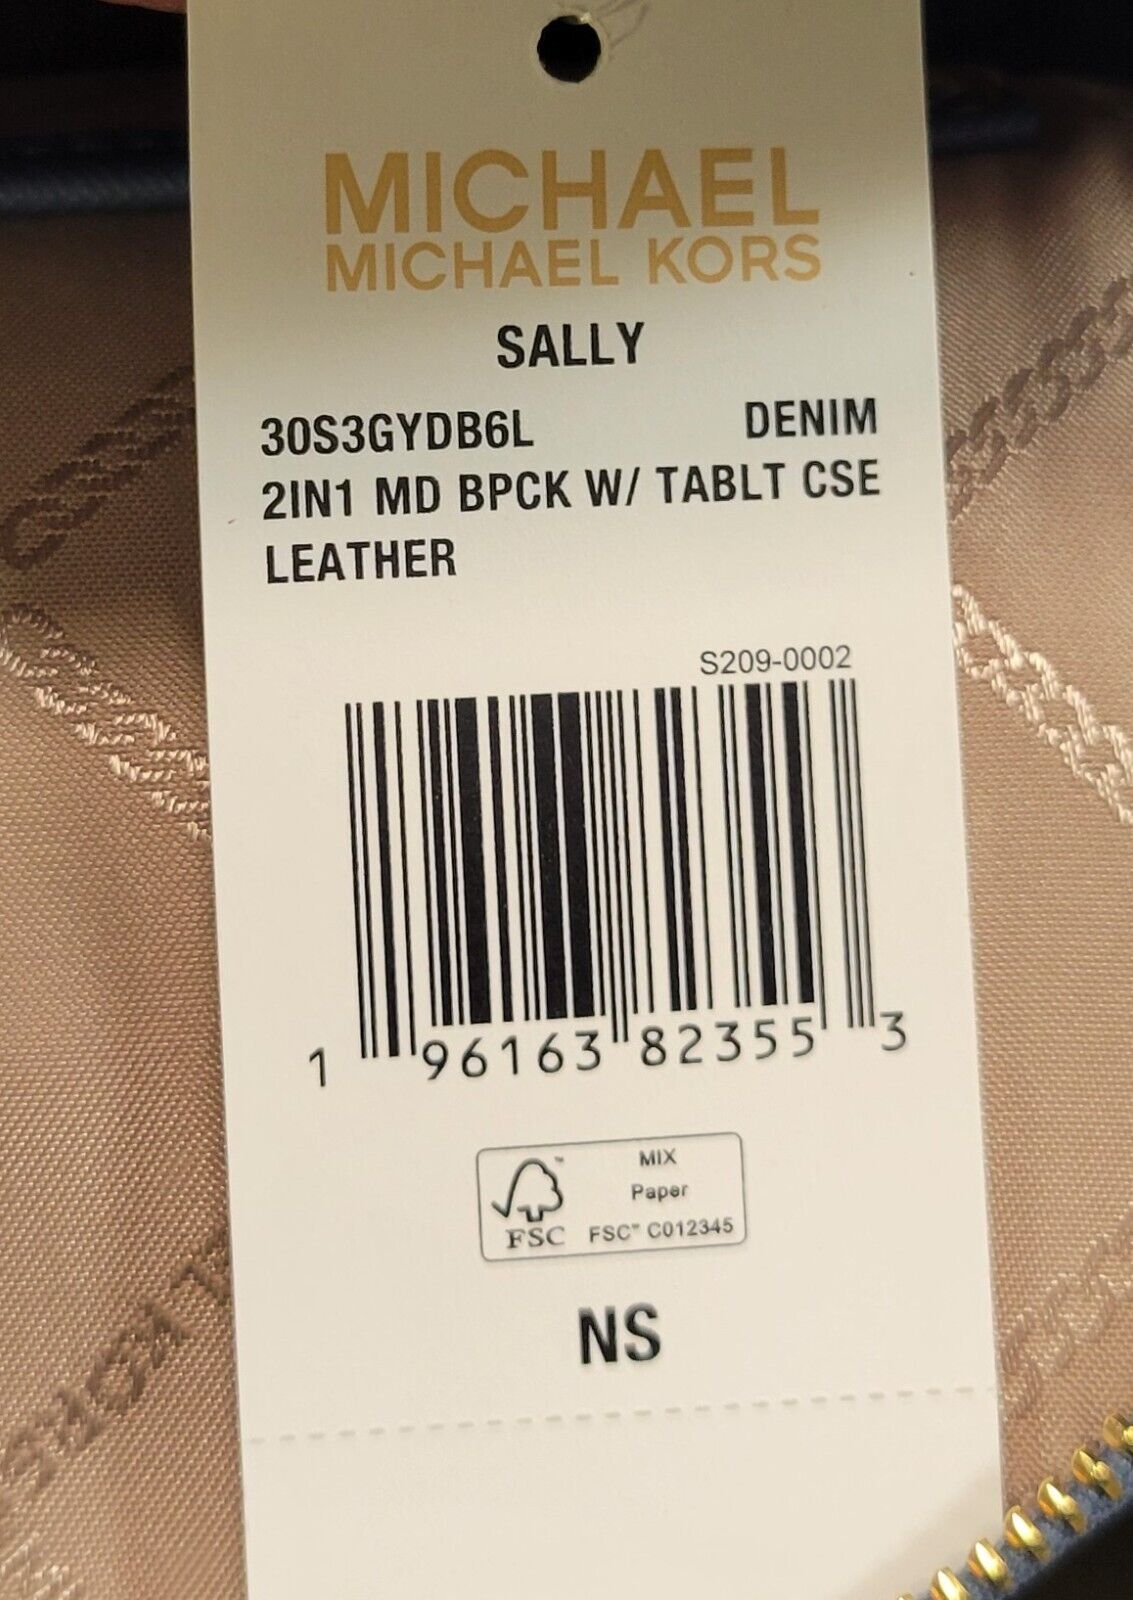 MICHAEL
MICHAEL KORS
SALLY
30S3GYDB6L DENIM
2IN1 MD BPCK W/ TABLT CSE
LEATHER
S209-0002
1 96163 82355 3
FSC
MIX
Paper
FSC™ C012345
NS